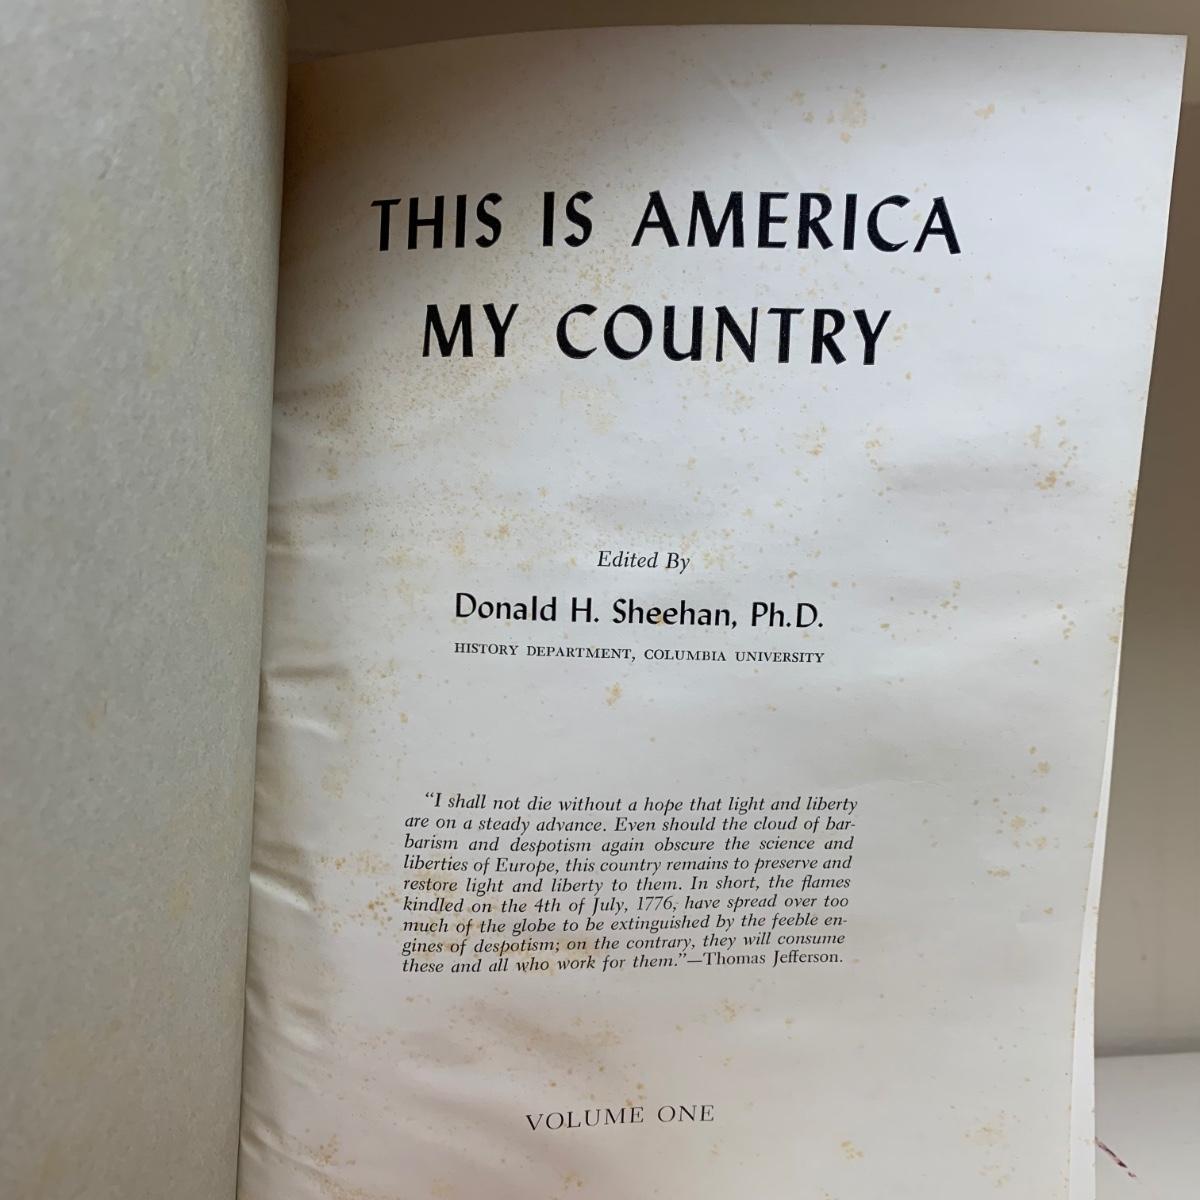 THIS IS AMERICA
MY COUNTRY
Edited By
Donald H. Sheehan, Ph.D.
HISTORY DEPARTMENT, COLUMBIA UNIVERSITY
“I shall not die without a hope that light and liberty
are on a steady advance. Even should the cloud of bar-
barism and despotism again obscure the science and
liberties of Europe, this country remains to preserve and
restore light and liberty to them. In short, the flames
kindled on the 4th of July, 1776, have spread over too
much of the globe to be extinguished by the feeble en-
gines of despotism; on the contrary, they will consume
these and all who work for them.”—Thomas Jefferson.
VOLUME ONE